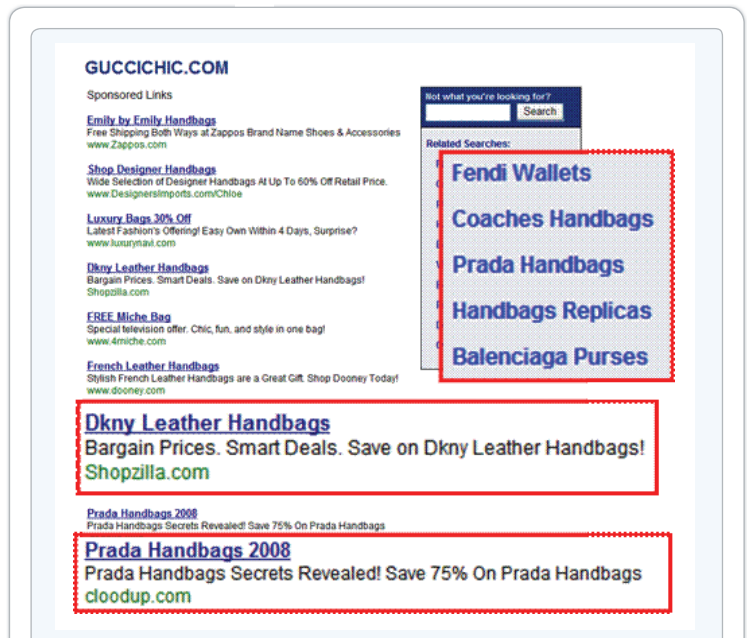 GUCCICHIC.COM
Sponsored Links
Emily by Emily Handbags
Free Shipping Both Ways at Zappos Brand Name Shoes & Accessories
www.Zappos.com
Shop Designer Handbags
Wide Selection of Designer Handbags At Up To 60% Off Retail Price.
www.DesignersImports.com/Chloe
Luxury Bags 30% Off
Latest Fashion's Offering! Easy Own Within 4 Days, Surprise?
www.luxurynavi.com
Dkny Leather Handbags
Bargain Prices. Smart Deals. Save on Dkny Leather Handbags!
Shopzilla.com
FREE Miche Bag
Special television offer. Chic, fun, and style in one bag!
www.4miche.com
French Leather Handbags
Stylish French Leather Handbags are a Great Gift. Shop Dooney Today!
www.dooney.com
Not what you're looking for?
Search
Related Searches:
Fendi Wallets
Coaches Handbags
Prada Handbags
Handbags Replicas
Balenciaga Purses
Dkny Leather Handbags
Bargain Prices. Smart Deals. Save on Dkny Leather Handbags!
Shopzilla.com
Prada Handbags 2008
Prada Handbags Secrets Revealed! Save 75% On Prada Handbags
Prada Handbags 2008
Prada Handbags Secrets Revealed! Save 75% On Prada Handbags
cloodup.com